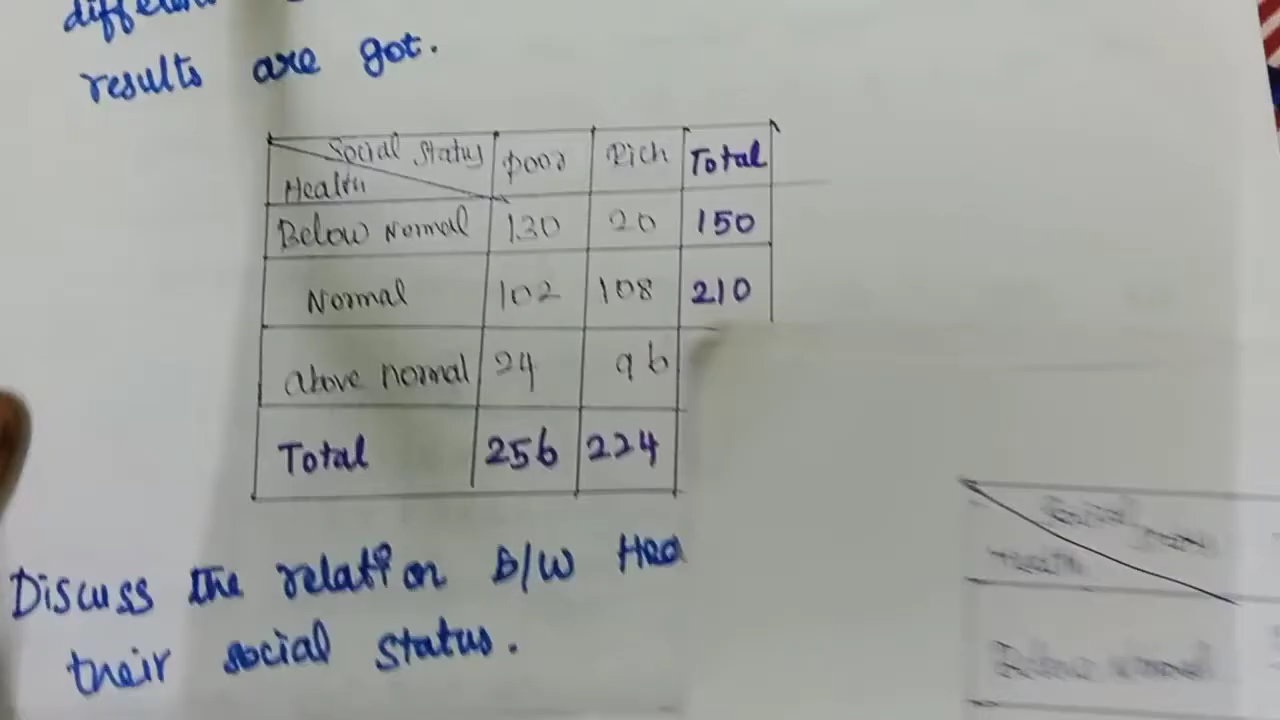 results are got.
Social Status Poor Rich Total
Health
Below Normal 130 20 150
Normal 102 108 210
above normal 24 96
Total 256 224
Discuss the relation B/W
their social status.